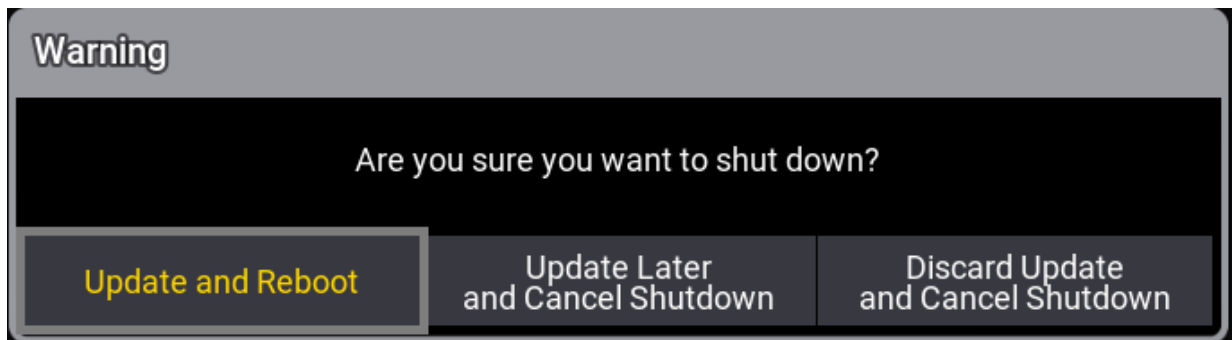 Warning
Are you sure you want to shut down?
Update and Reboot
Update Later
and Cancel Shutdown
Discard Update
and Cancel Shutdown